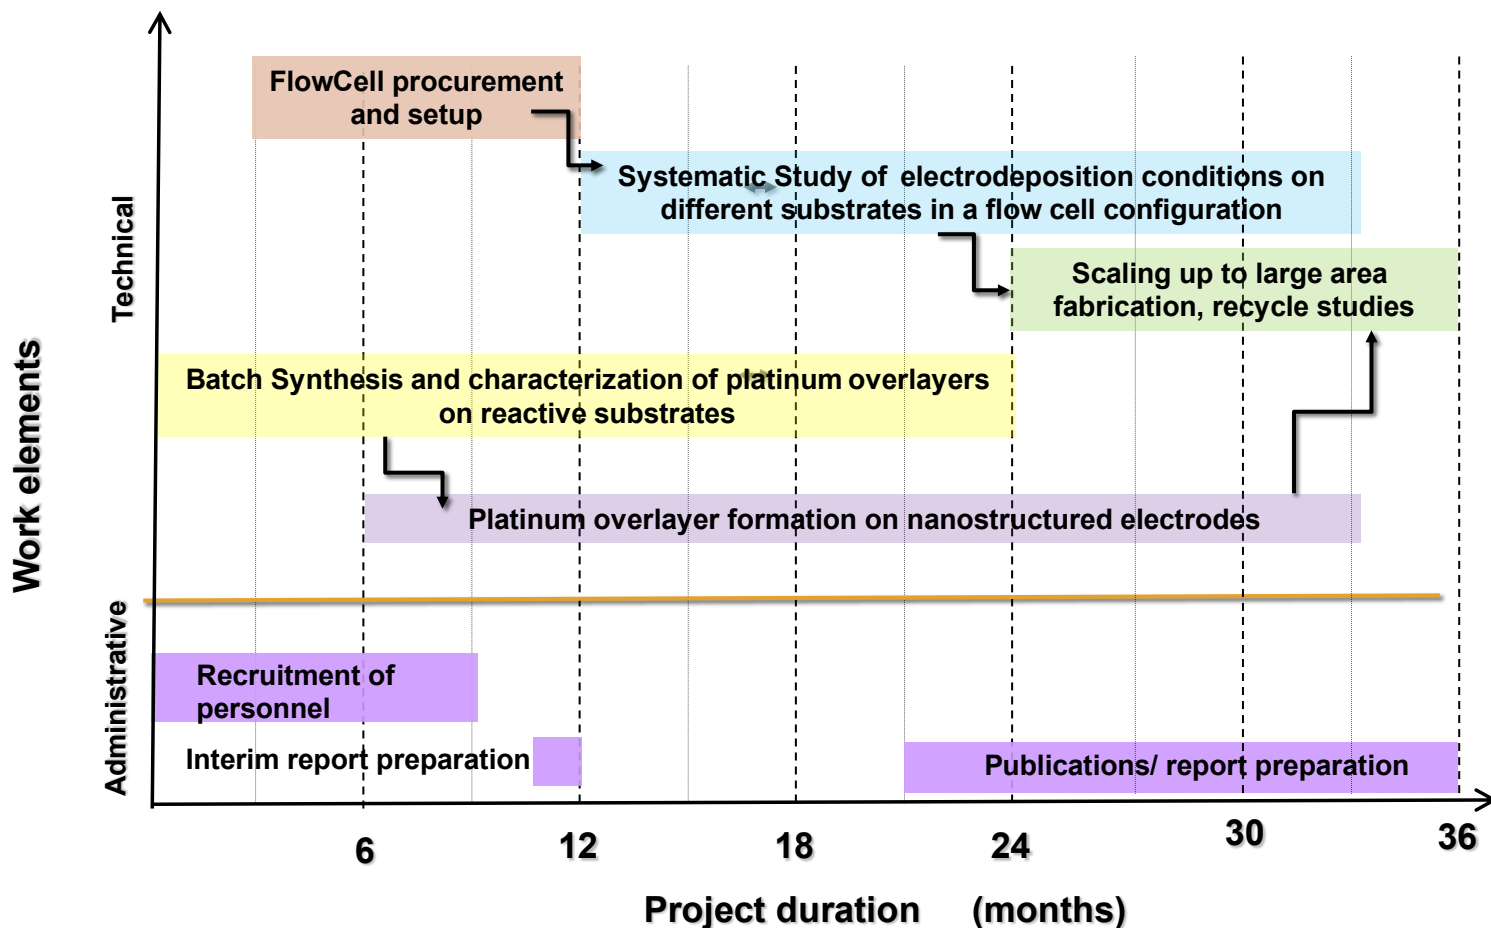 FlowCell procurement
and setup
Systematic Study of electrodeposition conditions on
different substrates in a flow cell configuration
Scaling up to large area
fabrication, recycle studies
Batch Synthesis and characterization of platinum overlayers
on reactive substrates
Platinum overlayer formation on nanostructured electrodes
Technical
Work elements
Administrative
Recruitment of
personnel
Interim report preparation
Publications/ report preparation
6 12 18 24 30 36
Project duration (months)